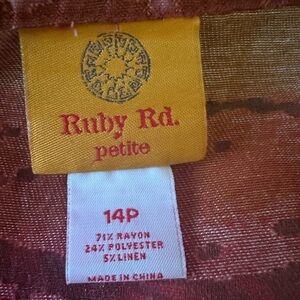 Ruby Rd.
petite
14P
71% RAYON
24% POLYESTER
5% LINEN
MADE IN CHINA